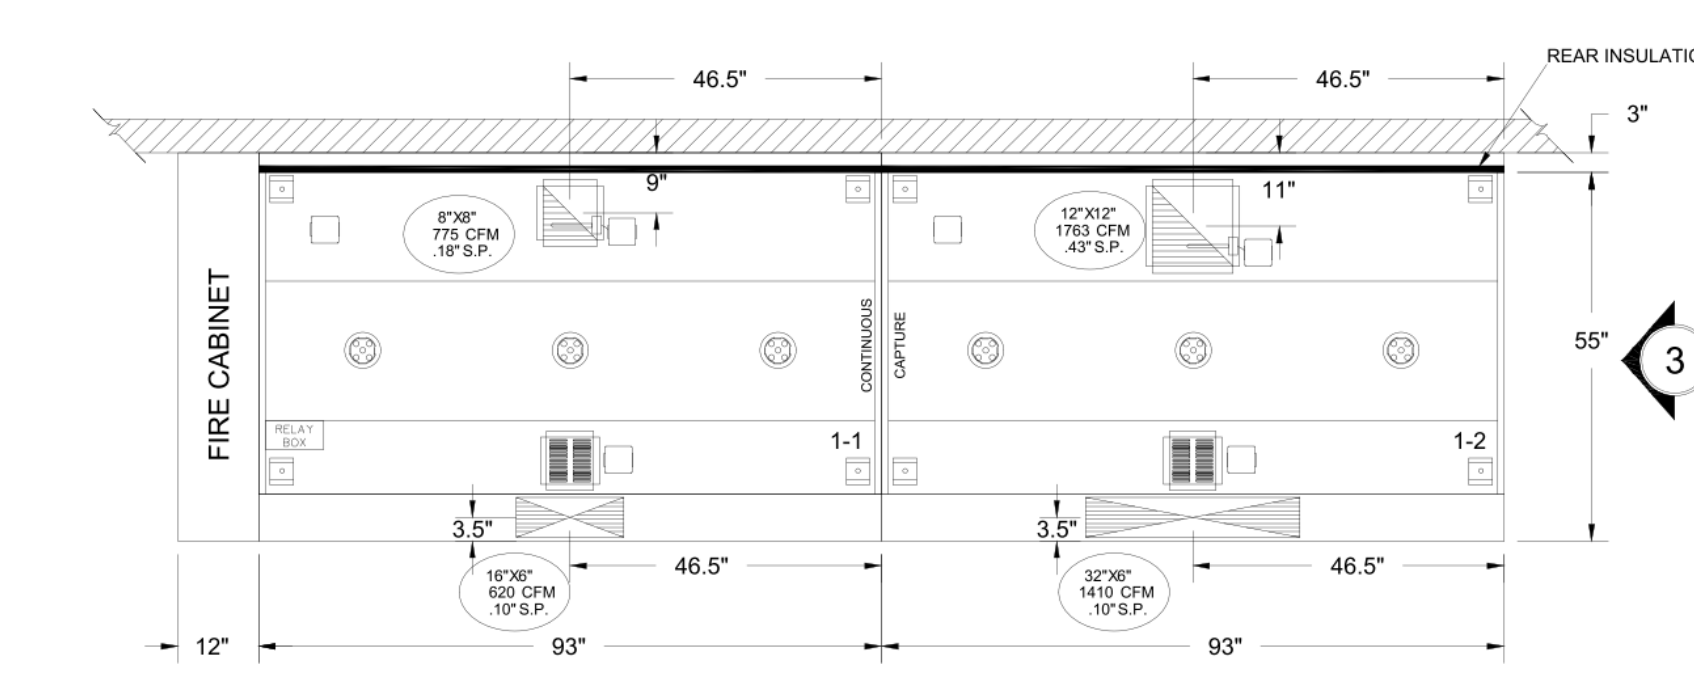 REAR INSULATIO
46.5"
46.5"
3"
9"
11"
8"X8"
775 CFM
.18" S.P.
12"X12"
1763 CFM
.43" S.P.
FIRE CABINET
CONTINUOUS
CAPTURE
55"
3
RELAY
BOX
1-1
1-2
3.5"
3.5"
16"X6"
620 CFM
.10" S.P.
46.5"
32"X6"
1410 CFM
.10" S.P.
46.5"
12"
93"
93"